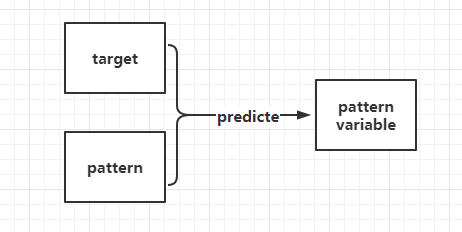 target
pattern
predicte
pattern
variable